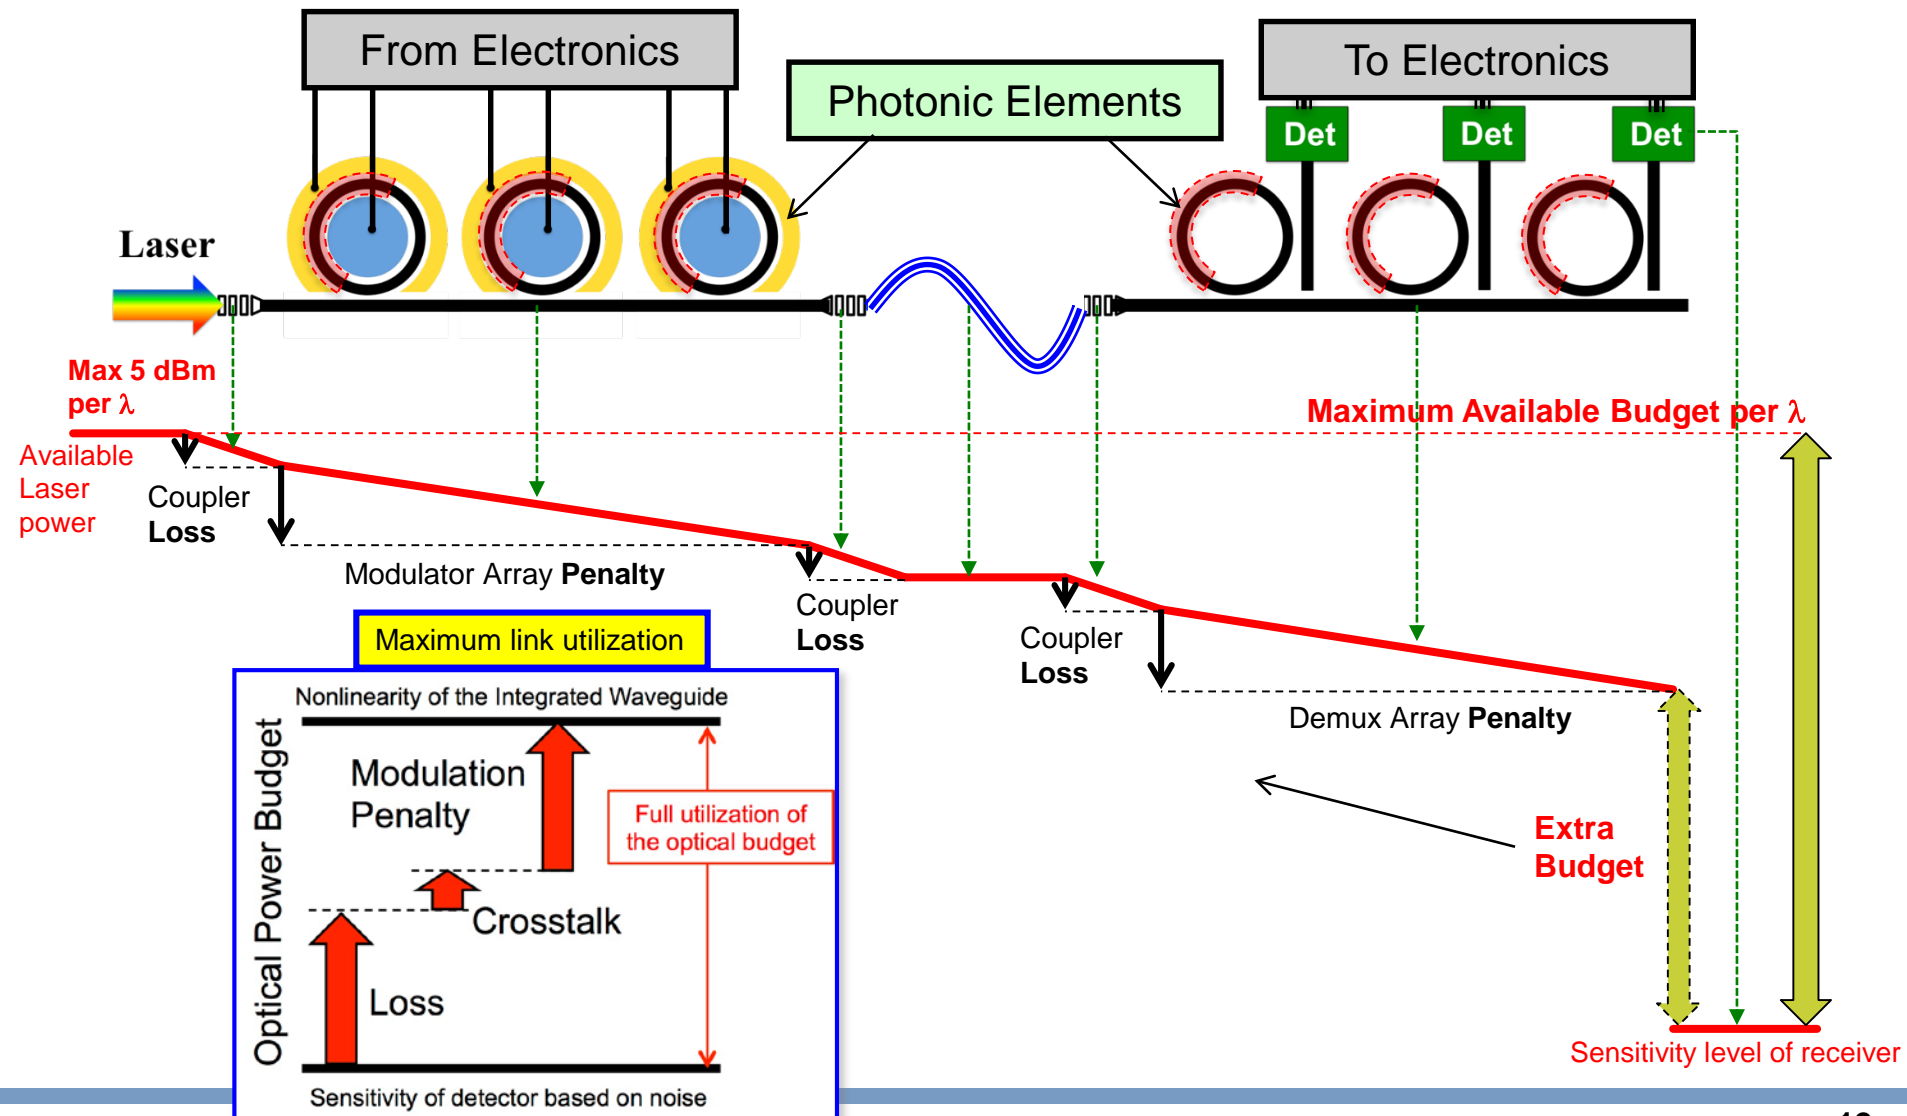 From Electronics
To Electronics
Photonic Elements
Det
Det
Det
Laser
Max 5 dBm
per λ
Maximum Available Budget per λ
Available
Laser
power
Coupler
Loss
Modulator Array Penalty
Coupler
Loss
Coupler
Loss
Demux Array Penalty
Extra
Budget
Sensitivity level of receiver
Maximum link utilization
Nonlinearity of the Integrated Waveguide
Optical Power Budget
Modulation
Penalty
Full utilization of
the optical budget
Crosstalk
Loss
Sensitivity of detector based on noise